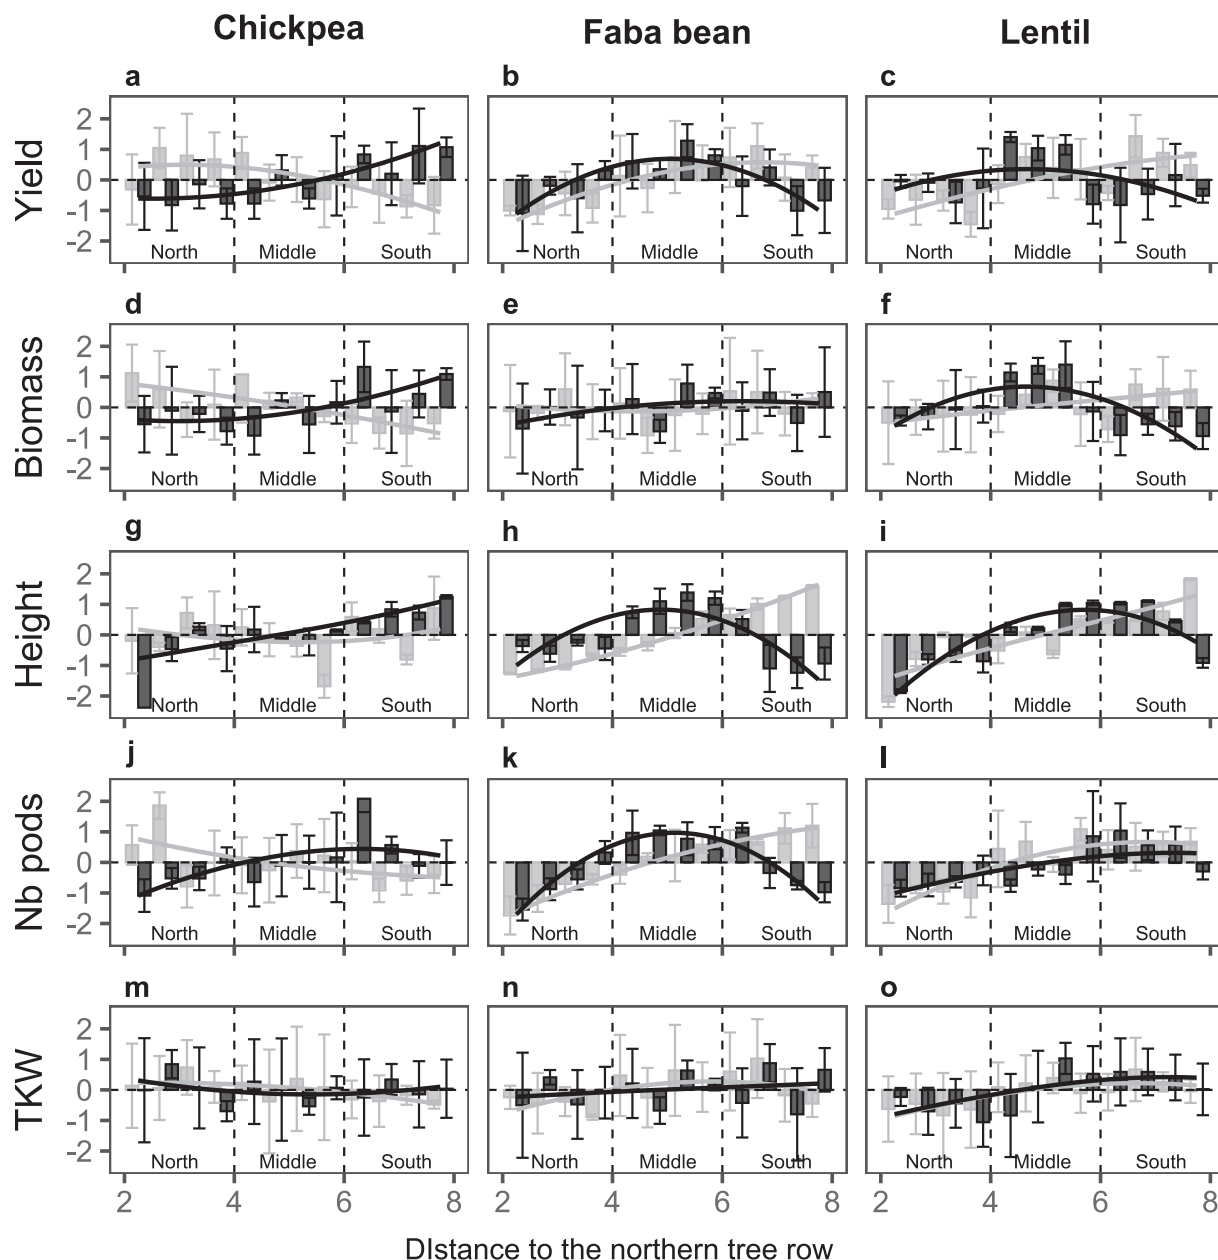 Chickpea Faba bean Lentil
a b c
Yield
2
1
0
-1
-2
North Middle South North Middle South North Middle South
d e f
Biomass
2
1
0
-1
-2
North Middle South North Middle South North Middle South
g h i
Height
2
1
0
-1
-2
North Middle South North Middle South North Middle South
j k l
Nb pods
2
1
0
-1
-2
North Middle South North Middle South North Middle South
m n o
TKW
2
1
0
-1
-2
North Middle South North Middle South North Middle South
2 4 6 8 2 4 6 8 2 4 6 8
DIstance to the northern tree row